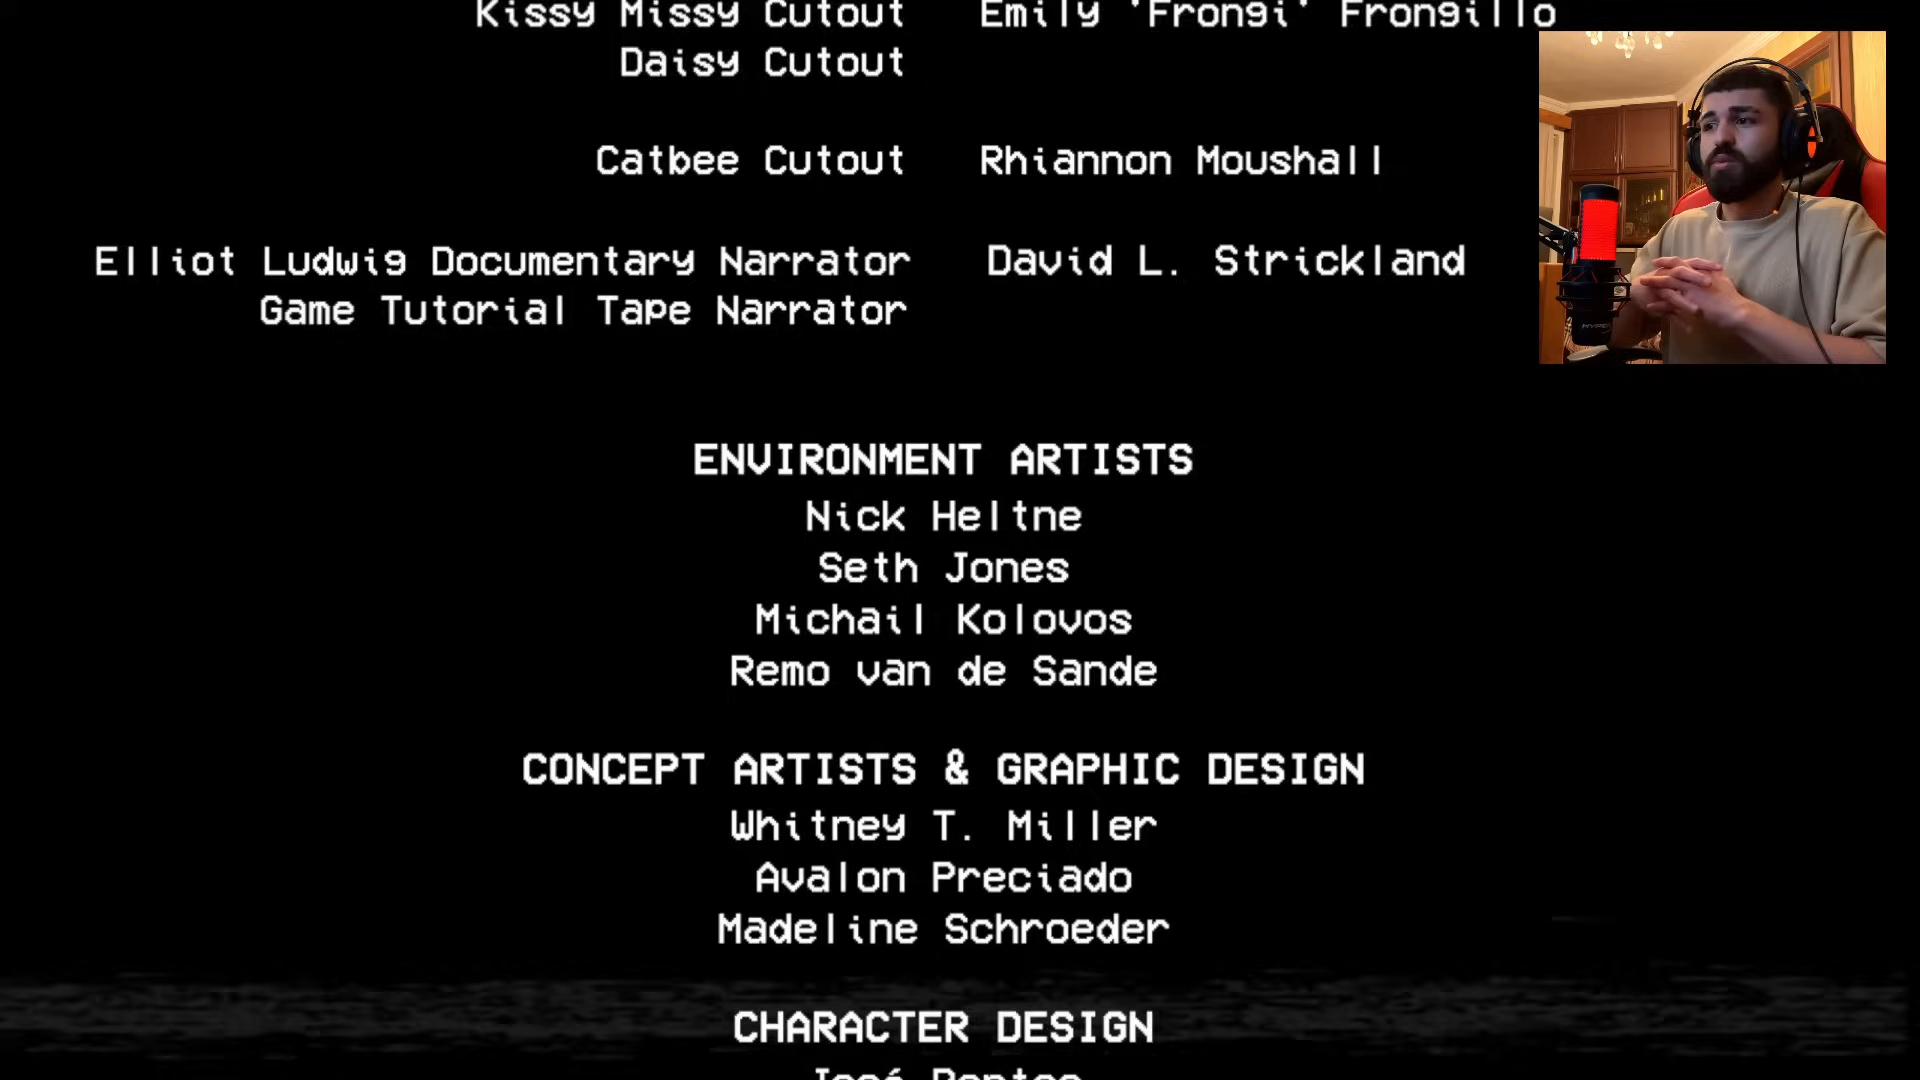 Kissy Missy Cutout Emily 'Frongi' Frongillo
Daisy Cutout
Catbee Cutout Rhiannon Moushall
Elliot Ludwig Documentary Narrator David L. Strickland
Game Tutorial Tape Narrator
ENVIRONMENT ARTISTS
Nick Heltne
Seth Jones
Michail Kolovos
Remo van de Sande
CONCEPT ARTISTS & GRAPHIC DESIGN
Whitney T. Miller
Avalon Preciado
Madeline Schroeder
CHARACTER DESIGN